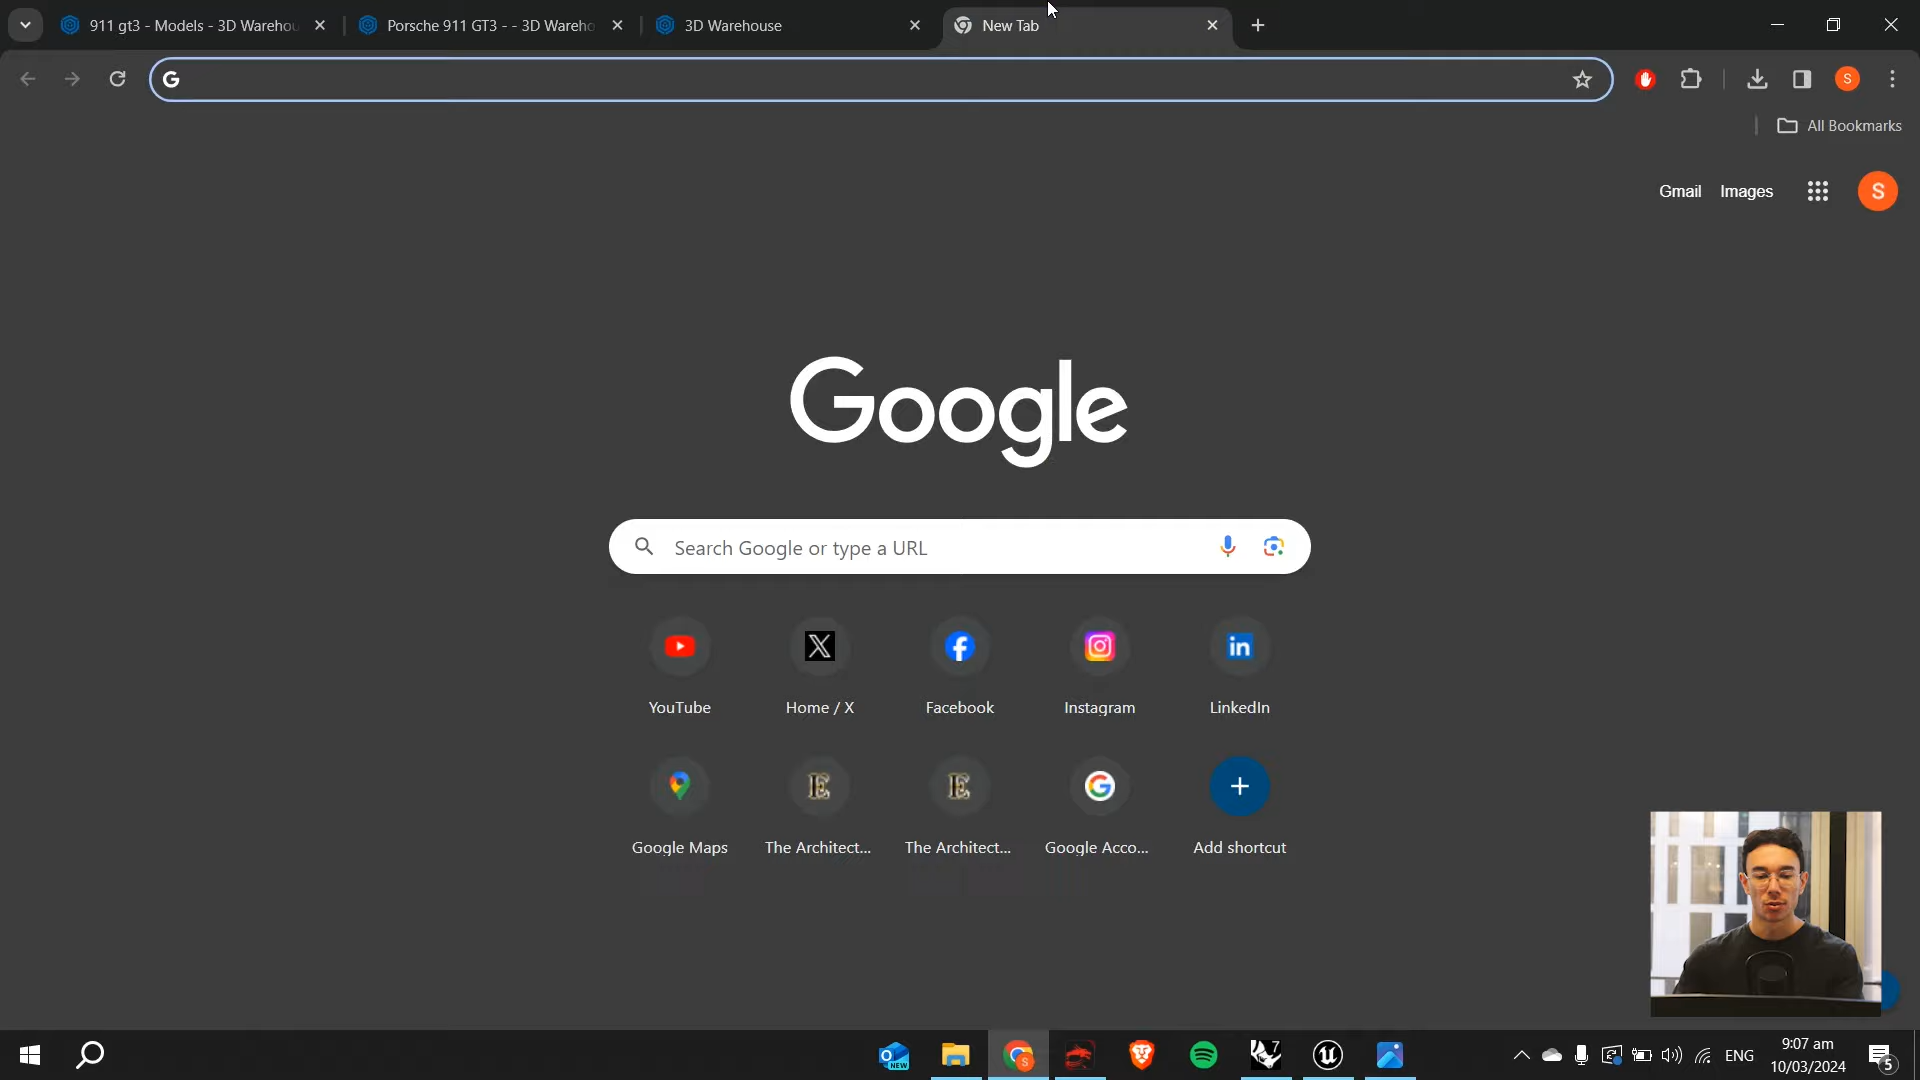 911 gt3 - Models - 3D Warehou
Porsche 911 GT3 - - 3D Wareho
3D Warehouse
New Tab
All Bookmarks
Gmail
Images
S
Google
Search Google or type a URL
YouTube
Home / X
Facebook
Instagram
LinkedIn
Google Maps
The Architect...
The Architect...
Google Acco...
Add shortcut
ENG
9:07 am
10/03/2024
5